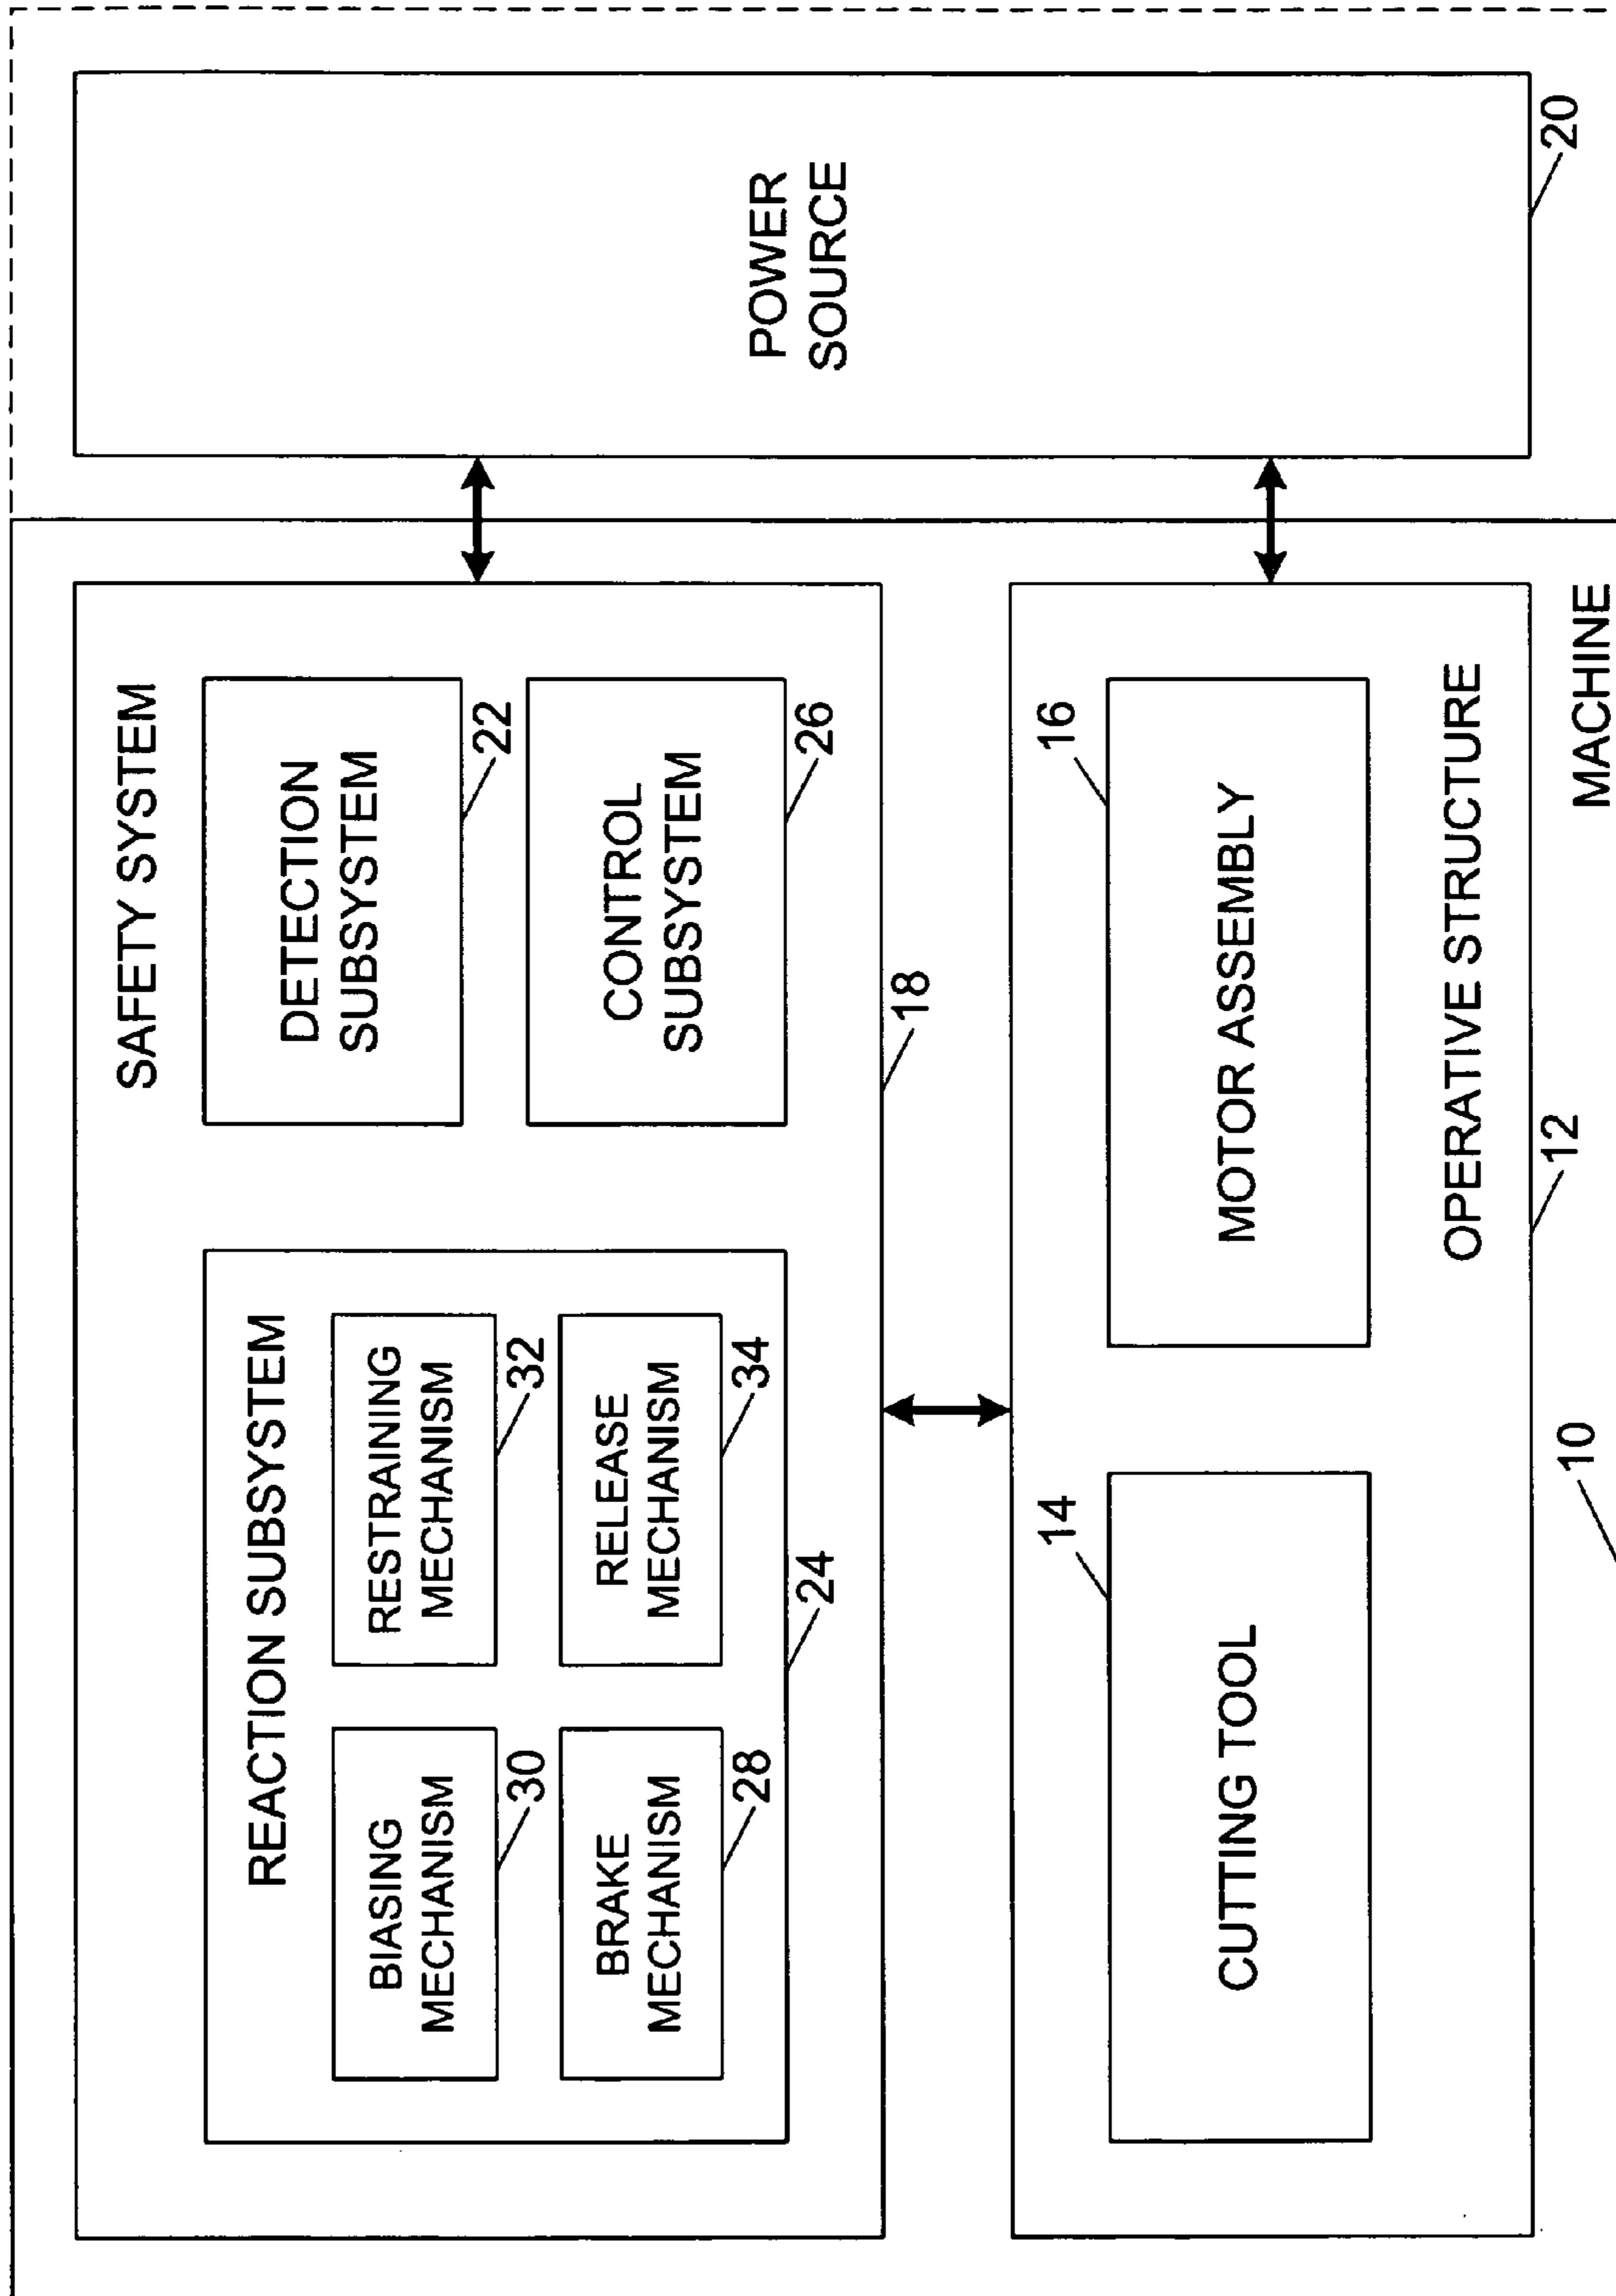 SAFETY SYSTEM
REACTION SUBSYSTEM
BIASING
MECHANISM
30
RESTRAINING
MECHANISM
32
BRAKE
MECHANISM
28
RELEASE
MECHANISM
34
24
DETECTION
SUBSYSTEM
22
CONTROL
SUBSYSTEM
26
18
14
CUTTING TOOL
16
MOTOR ASSEMBLY
OPERATIVE STRUCTURE
12
10
MACHINE
POWER
SOURCE
20